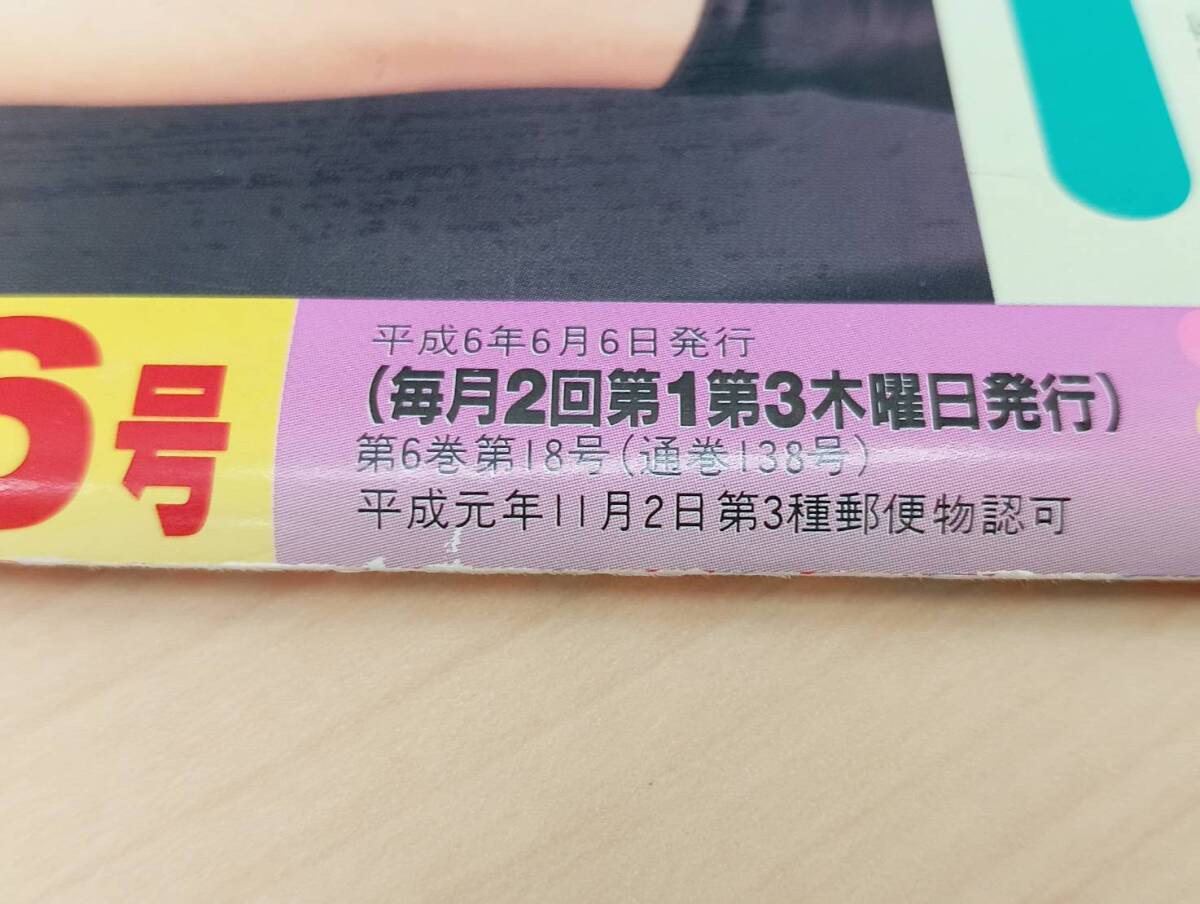 6号
平成6年6月6日発行
(毎月2回第1第3木曜日発行)
第6巻第18号(通巻138号)
平成元年11月2日第3種郵便物認可